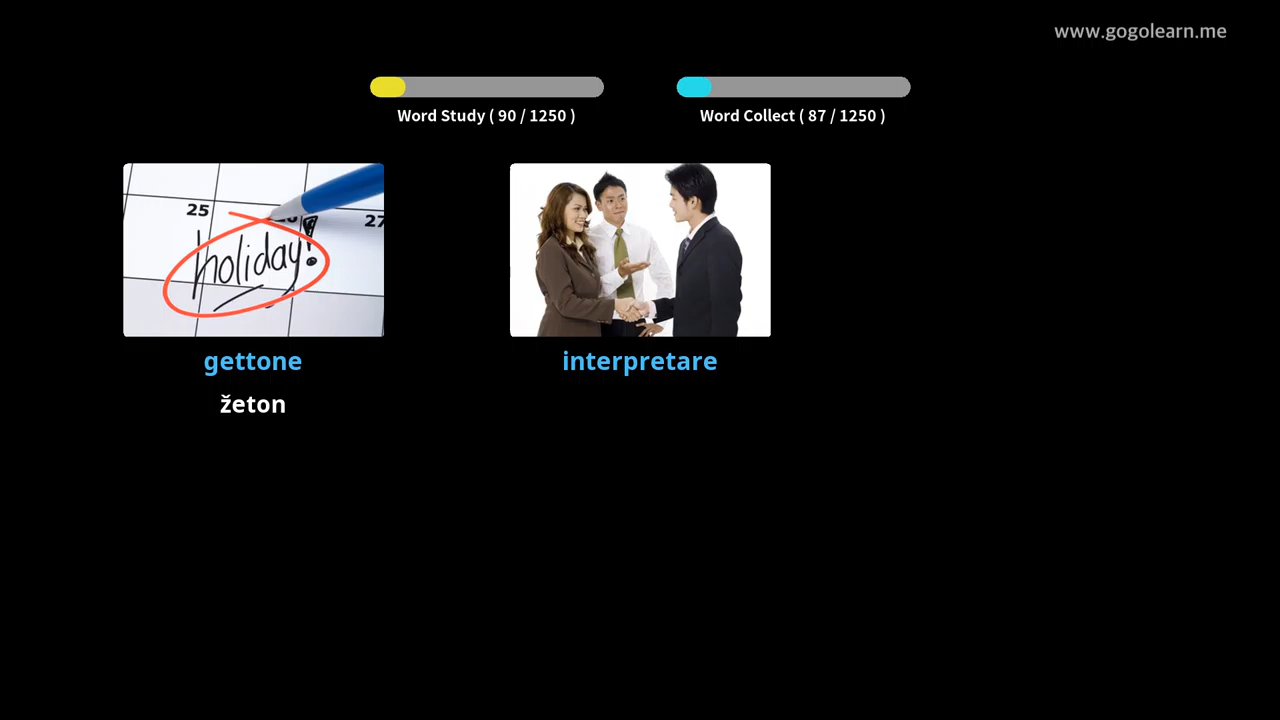 www.gogolearn.me
Word Study ( 90 / 1250 )
Word Collect ( 87 / 1250 )
25
27
holiday!
gettone
interpretare
žeton